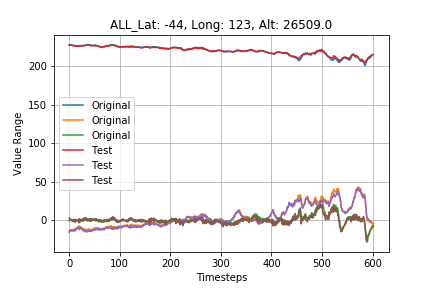 ALL_Lat: -44, Long: 123, Alt: 26509.0
200
150
100
50
0
Value Range
Original
Original
Original
Test
Test
Test
0 100 200 300 400 500 600
Timesteps